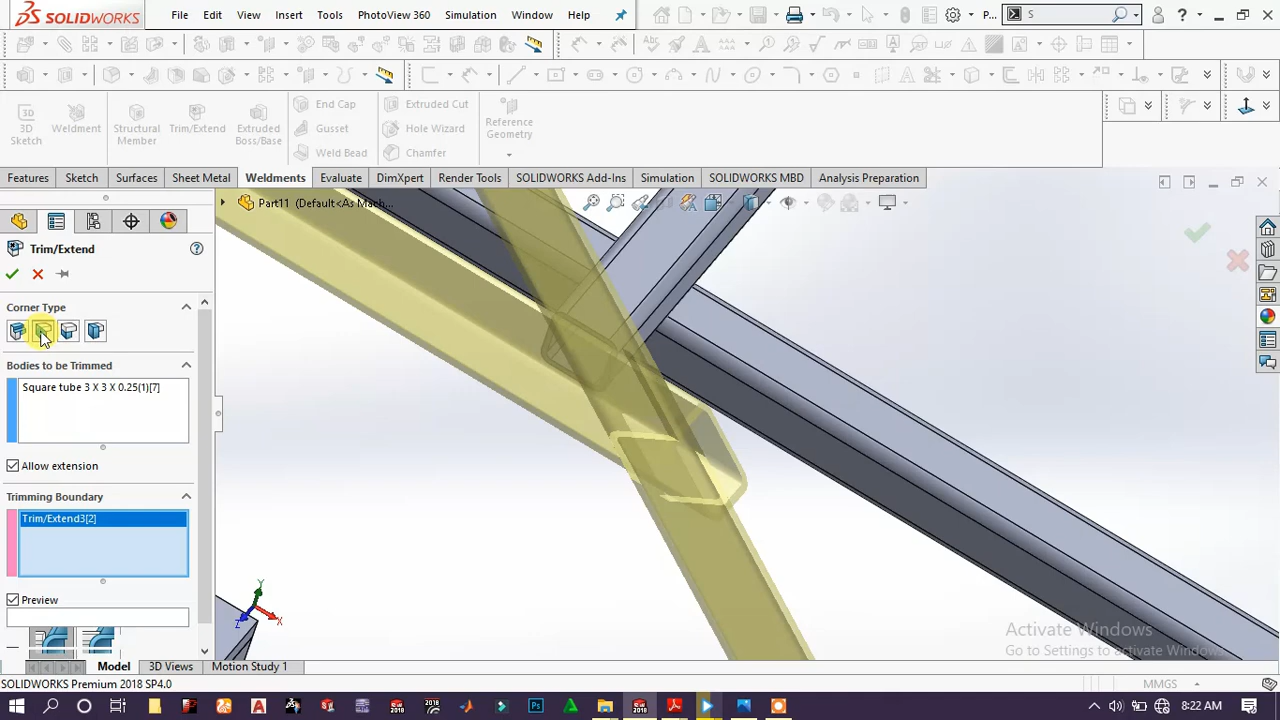 SOLIDWORKS
File Edit View Insert Tools PhotoView 360 Simulation Window Help P... S ?
3D Sketch
Weldment
Structural Member
Trim/Extend
Extruded Boss/Base
End Cap
Gusset
Weld Bead
Extruded Cut
Hole Wizard
Chamfer
Reference Geometry
Features Sketch Surfaces Sheet Metal Weldments Evaluate DimXpert Render Tools SOLIDWORKS Add-Ins Simulation SOLIDWORKS MBD Analysis Preparation
Part11 (Default<As Mach...
Trim/Extend
Corner Type
Bodies to be Trimmed
Square tube 3 X 3 X 0.25(1)[7]
Allow extension
Trimming Boundary
Trim/Extend3[2]
Preview
Y
X
Z
Activate Windows
Go to Settings to activate Windows.
Model 3D Views Motion Study 1
SOLIDWORKS Premium 2018 SP4.0
MMGS
8:22 AM